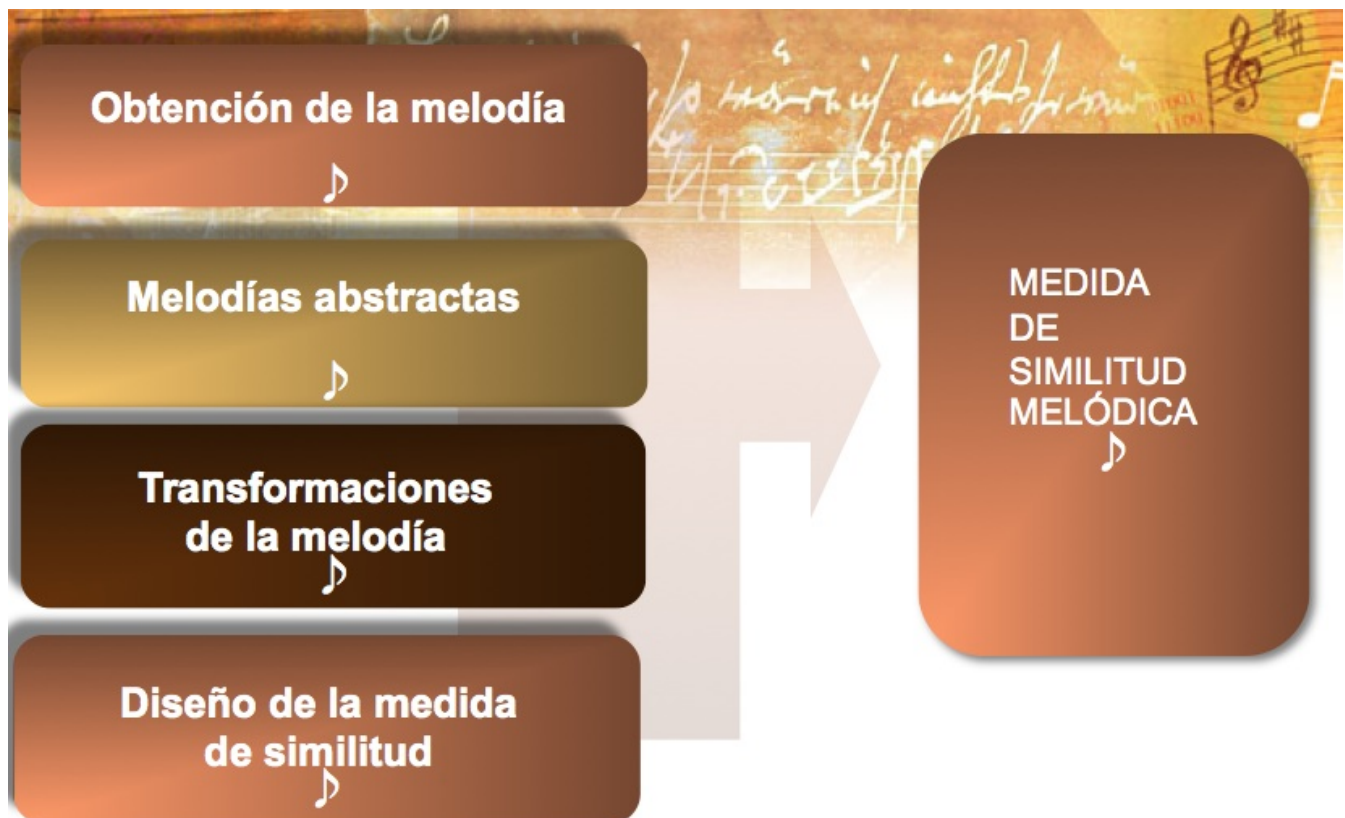 Obtención de la melodía
Melodías abstractas
Transformaciones
de la melodía
Diseño de la medida
de similitud
MEDIDA
DE
SIMILITUD
MELÓDICA